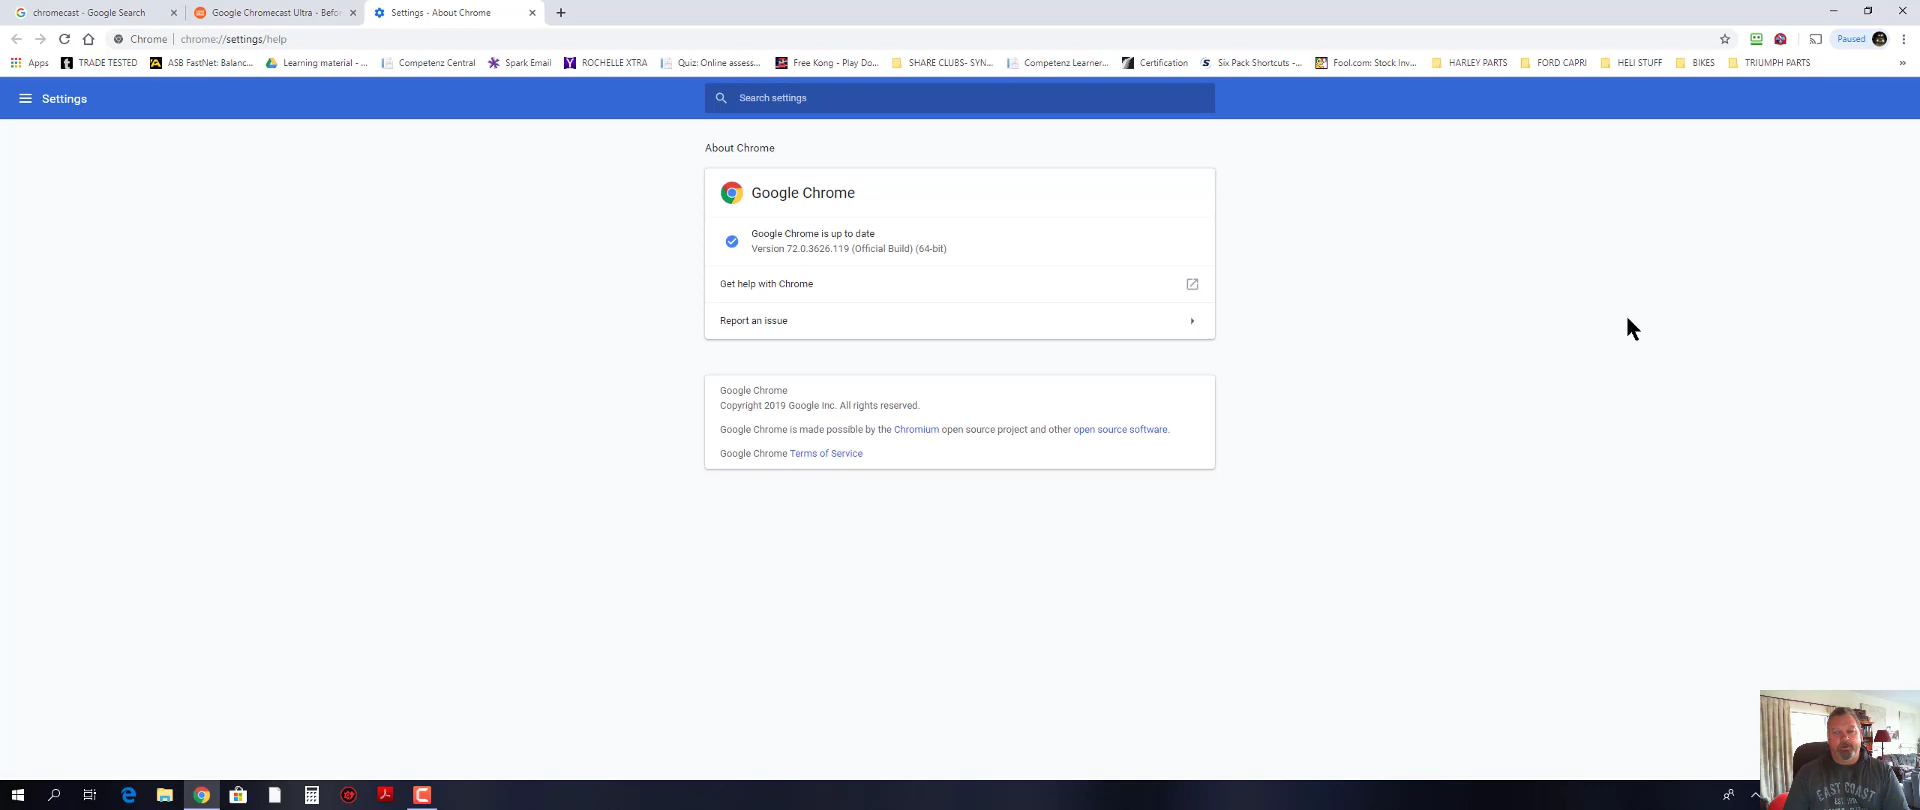 chromecast - Google Search
Google Chromecast Ultra - Befor
Settings - About Chrome
Chrome | chrome://settings/help
Paused
Apps
TRADE TESTED
ASB FastNet: Balanc...
Learning material - ...
Competenz Central
Spark Email
ROCHELLE XTRA
Quiz: Online assess...
Free Kong - Play Do...
SHARE CLUBS- SYN...
Competenz Learner...
Certification
Six Pack Shortcuts -...
Fool.com: Stock Inv...
HARLEY PARTS
FORD CAPRI
HELI STUFF
BIKES
TRIUMPH PARTS
»
Settings
Search settings
About Chrome
Google Chrome
Google Chrome is up to date
Version 72.0.3626.119 (Official Build) (64-bit)
Get help with Chrome
Report an issue
Google Chrome
Copyright 2019 Google Inc. All rights reserved.
Google Chrome is made possible by the Chromium open source project and other open source software.
Google Chrome Terms of Service
EAST COAST